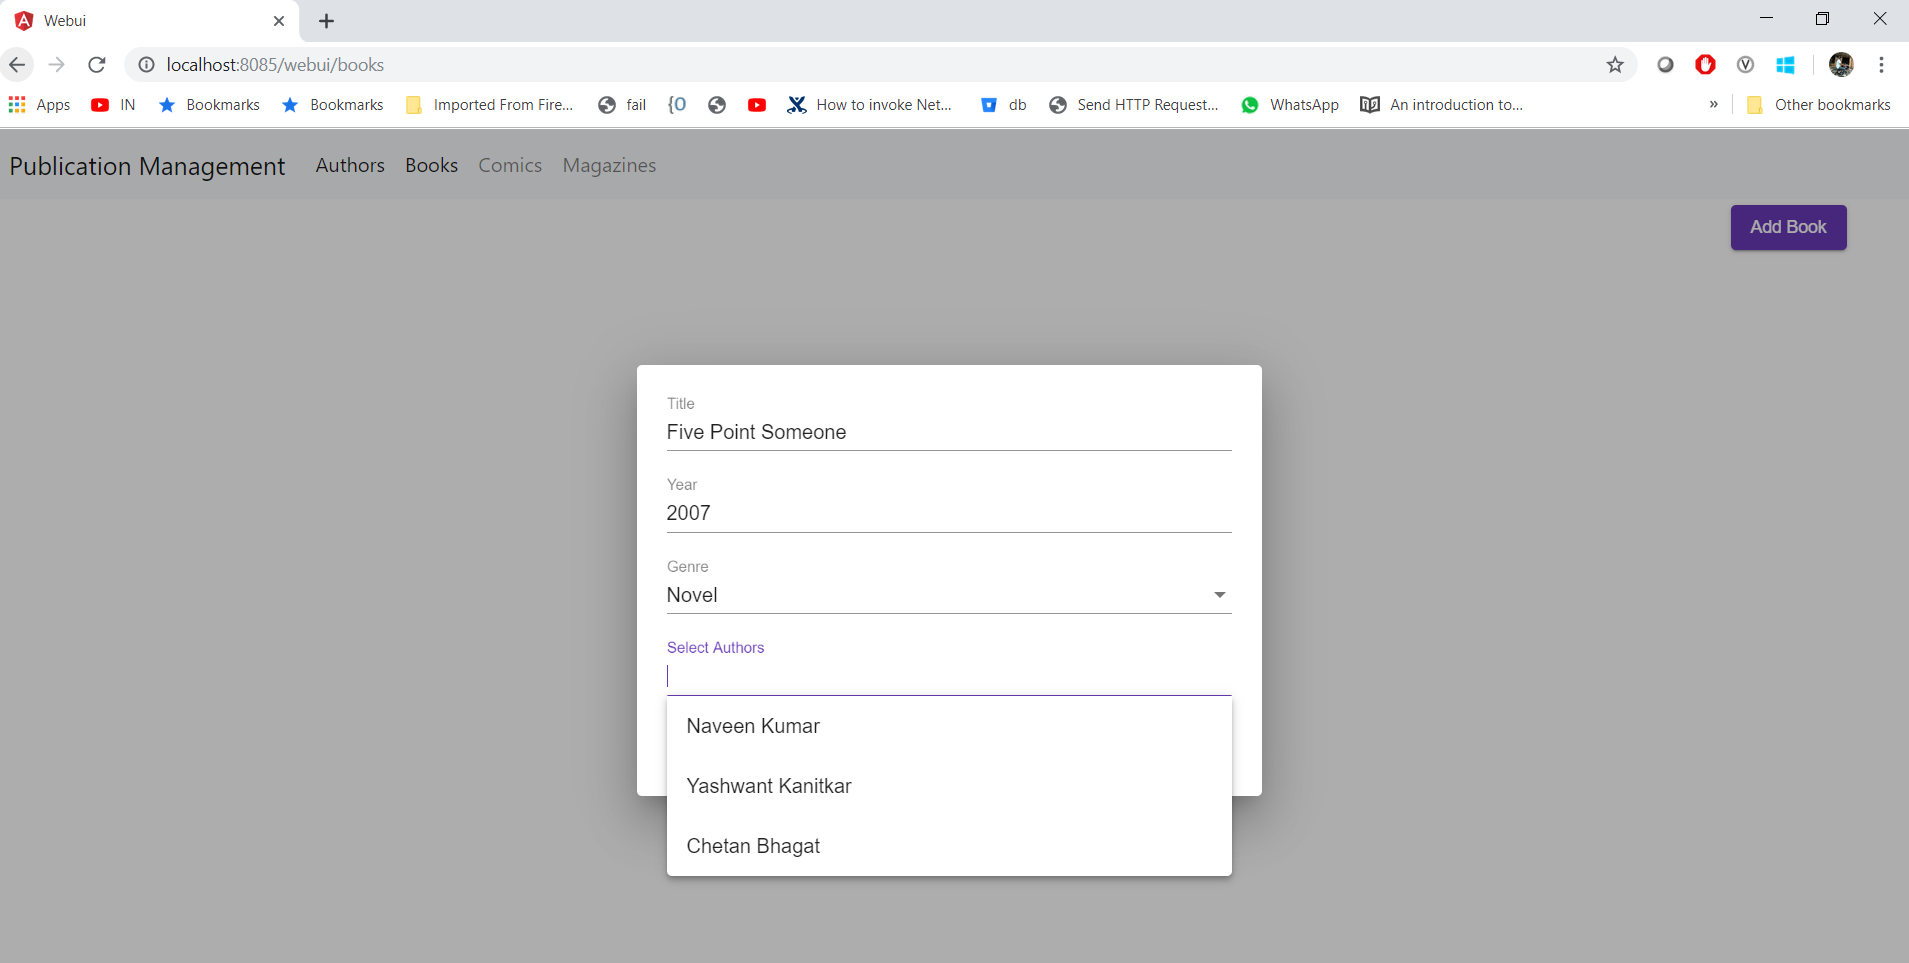 Webui
localhost:8085/webui/books
Apps IN Bookmarks Bookmarks Imported From Fire... fail {O How to invoke Net... db Send HTTP Request... WhatsApp An introduction to... » Other bookmarks
Publication Management Authors Books Comics Magazines
Add Book
Title
Five Point Someone
Year
2007
Genre
Novel
Select Authors
Naveen Kumar
Yashwant Kanitkar
Chetan Bhagat